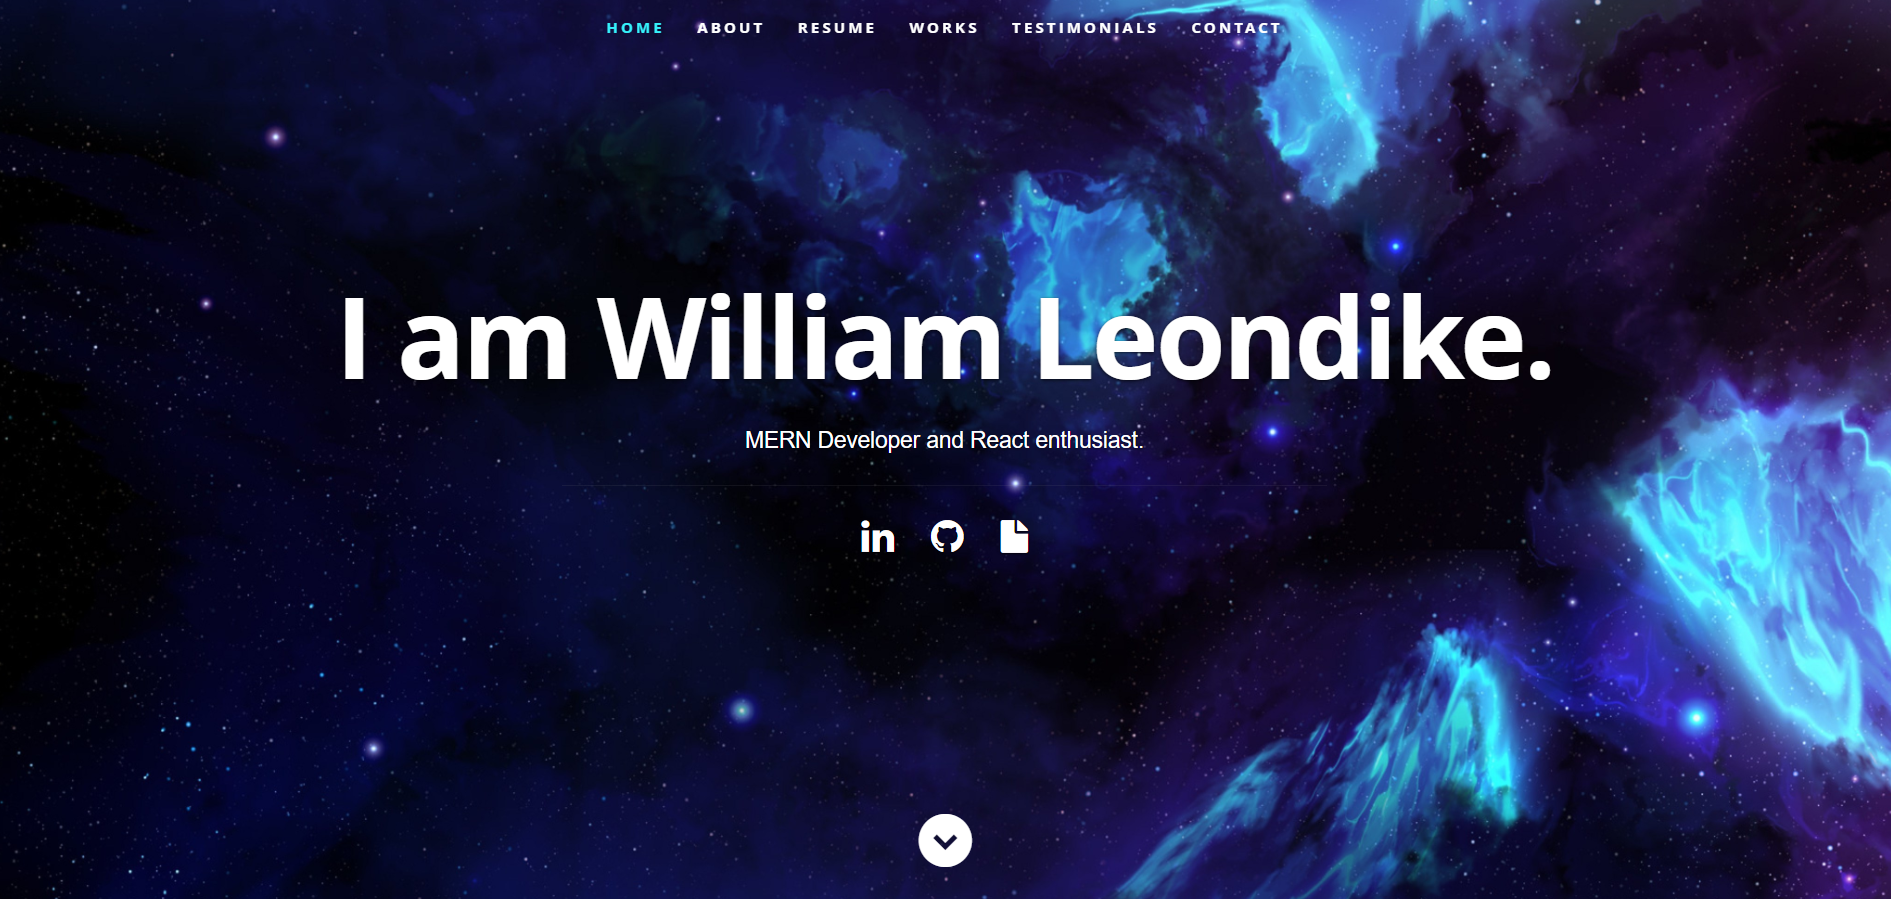 HOME ABOUT RESUME WORKS TESTIMONIALS CONTACT
I am William Leondike.
MERN Developer and React enthusiast.
in